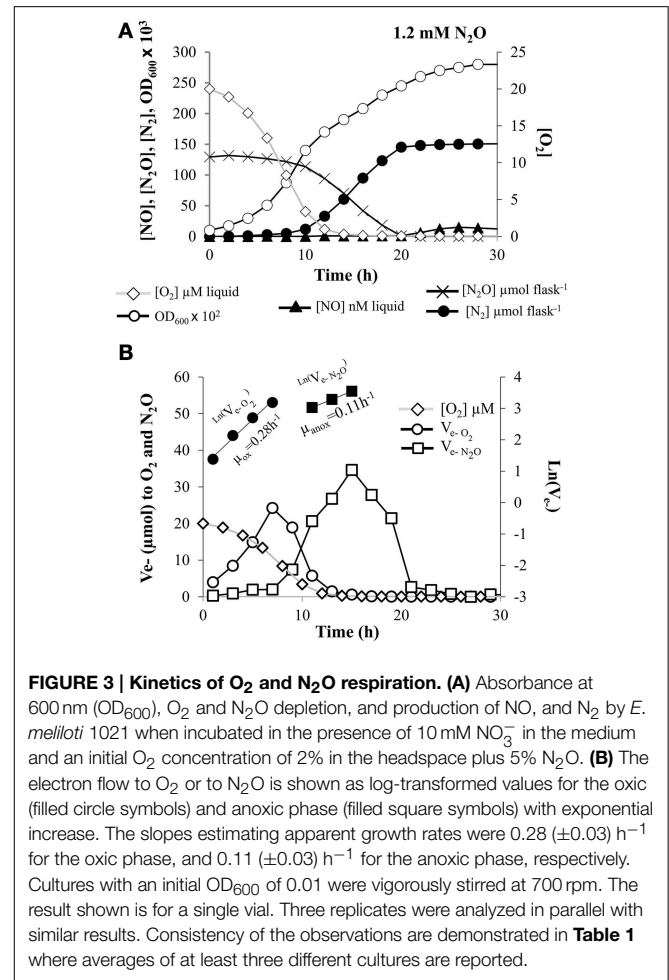 A
1.2 mM N₂O
[NO], [N₂O], [N₂], OD₆₀₀ x 10³
300
250
200
150
100
50
0
25
20
15
10
5
0
[O₂]
0
10
20
30
Time (h)
[O₂] µM liquid
OD₆₀₀ x 10²
[NO] nM liquid
[N₂O] µmol flask⁻¹
[N₂] µmol flask⁻¹
B
Ve- (µmol) to O₂ and N₂O
60
50
40
30
20
10
0
4
3
2
1
0
-1
-2
-3
Ln(Vₑ₋)
Ln(Vₑ₋O₂)
µox=0.28h⁻¹
Ln(Vₑ₋N₂O)
µanox=0.11h⁻¹
[O₂] µM
Vₑ₋ O₂
Vₑ₋ N₂O
0
10
20
30
Time (h)
FIGURE 3 | Kinetics of O₂ and N₂O respiration. (A) Absorbance at
600 nm (OD₆₀₀), O₂ and N₂O depletion, and production of NO, and N₂ by E.
meliloti 1021 when incubated in the presence of 10 mM NO₃⁻ in the medium
and an initial O₂ concentration of 2% in the headspace plus 5% N₂O. (B) The
electron flow to O₂ or to N₂O is shown as log-transformed values for the oxic
(filled circle symbols) and anoxic phase (filled square symbols) with exponential
increase. The slopes estimating apparent growth rates were 0.28 (±0.03) h⁻¹
for the oxic phase, and 0.11 (±0.03) h⁻¹ for the anoxic phase, respectively.
Cultures with an initial OD₆₀₀ of 0.01 were vigorously stirred at 700 rpm. The
result shown is for a single vial. Three replicates were analyzed in parallel with
similar results. Consistency of the observations are demonstrated in Table 1
where averages of at least three different cultures are reported.